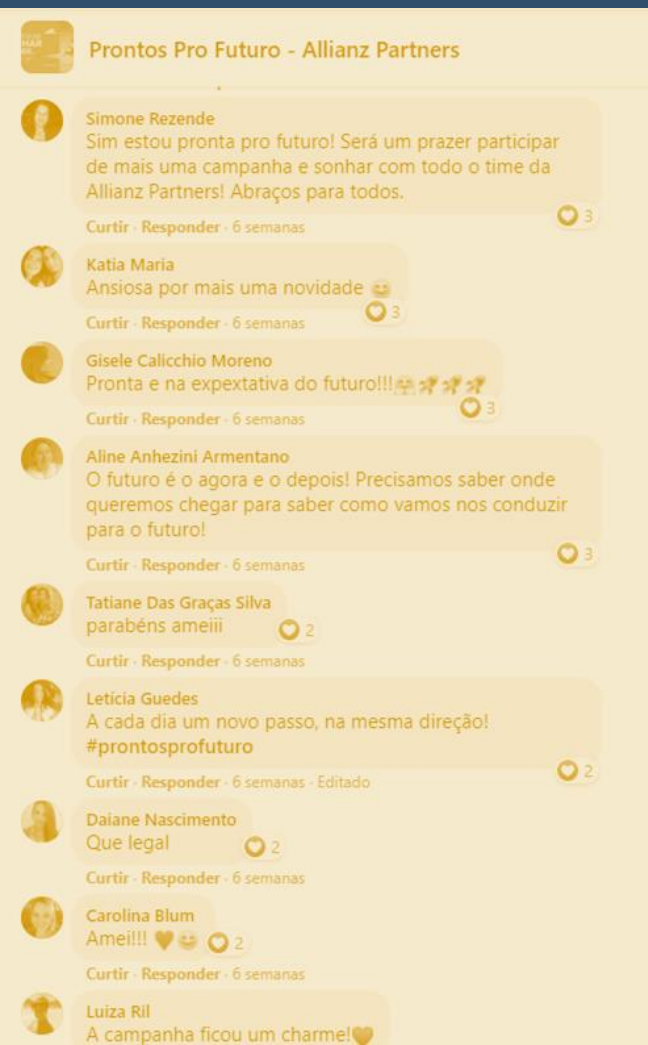 Prontos Pro Futuro - Allianz Partners
Simone Rezende
Sim estou pronta pro futuro! Será um prazer participar
de mais uma campanha e sonhar com todo o time da
Allianz Partners! Abraços para todos.
3
Curtir · Responder · 6 semanas
Katia Maria
Ansiosa por mais uma novidade 😊
3
Curtir · Responder · 6 semanas
Gisele Calicchio Moreno
Pronta e na expextativa do futuro!!!🤗🚀🚀🚀
3
Curtir · Responder · 6 semanas
Aline Anhezini Armentano
O futuro é o agora e o depois! Precisamos saber onde
queremos chegar para saber como vamos nos conduzir
para o futuro!
3
Curtir · Responder · 6 semanas
Tatiane Das Graças Silva
parabéns ameiii
2
Curtir · Responder · 6 semanas
Letícia Guedes
A cada dia um novo passo, na mesma direção!
#prontosprofuturo
2
Curtir · Responder · 6 semanas · Editado
Daiane Nascimento
Que legal
2
Curtir · Responder · 6 semanas
Carolina Blum
Amei!!! ❤😊
2
Curtir · Responder · 6 semanas
Luiza Ril
A campanha ficou um charme!🧡